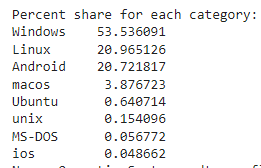 Percent share for each category:
Windows    53.536091
Linux      20.965126
Android    20.721817
macos       3.876723
Ubuntu      0.640714
unix        0.154096
MS-DOS      0.056772
ios         0.048662